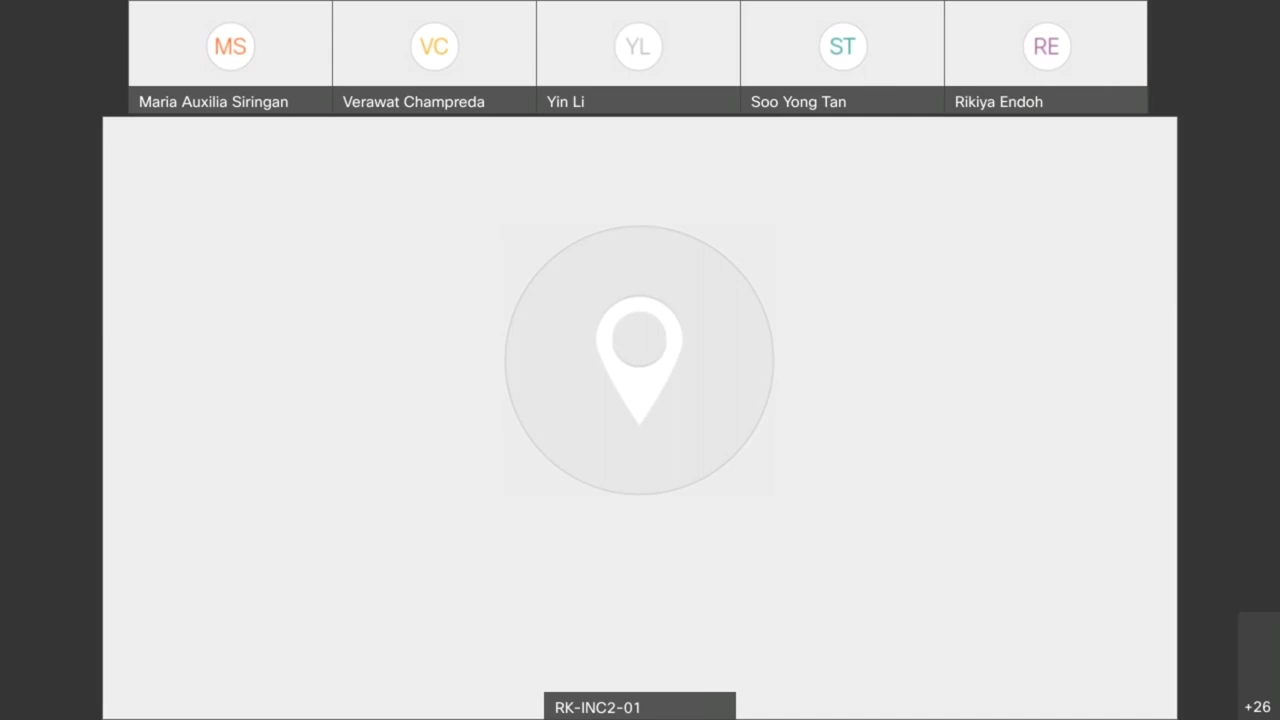 MS
VC
YL
ST
RE
Maria Auxilia Siringan
Verawat Champreda
Yin Li
Soo Yong Tan
Rikiya Endoh
RK-INC2-01
+26